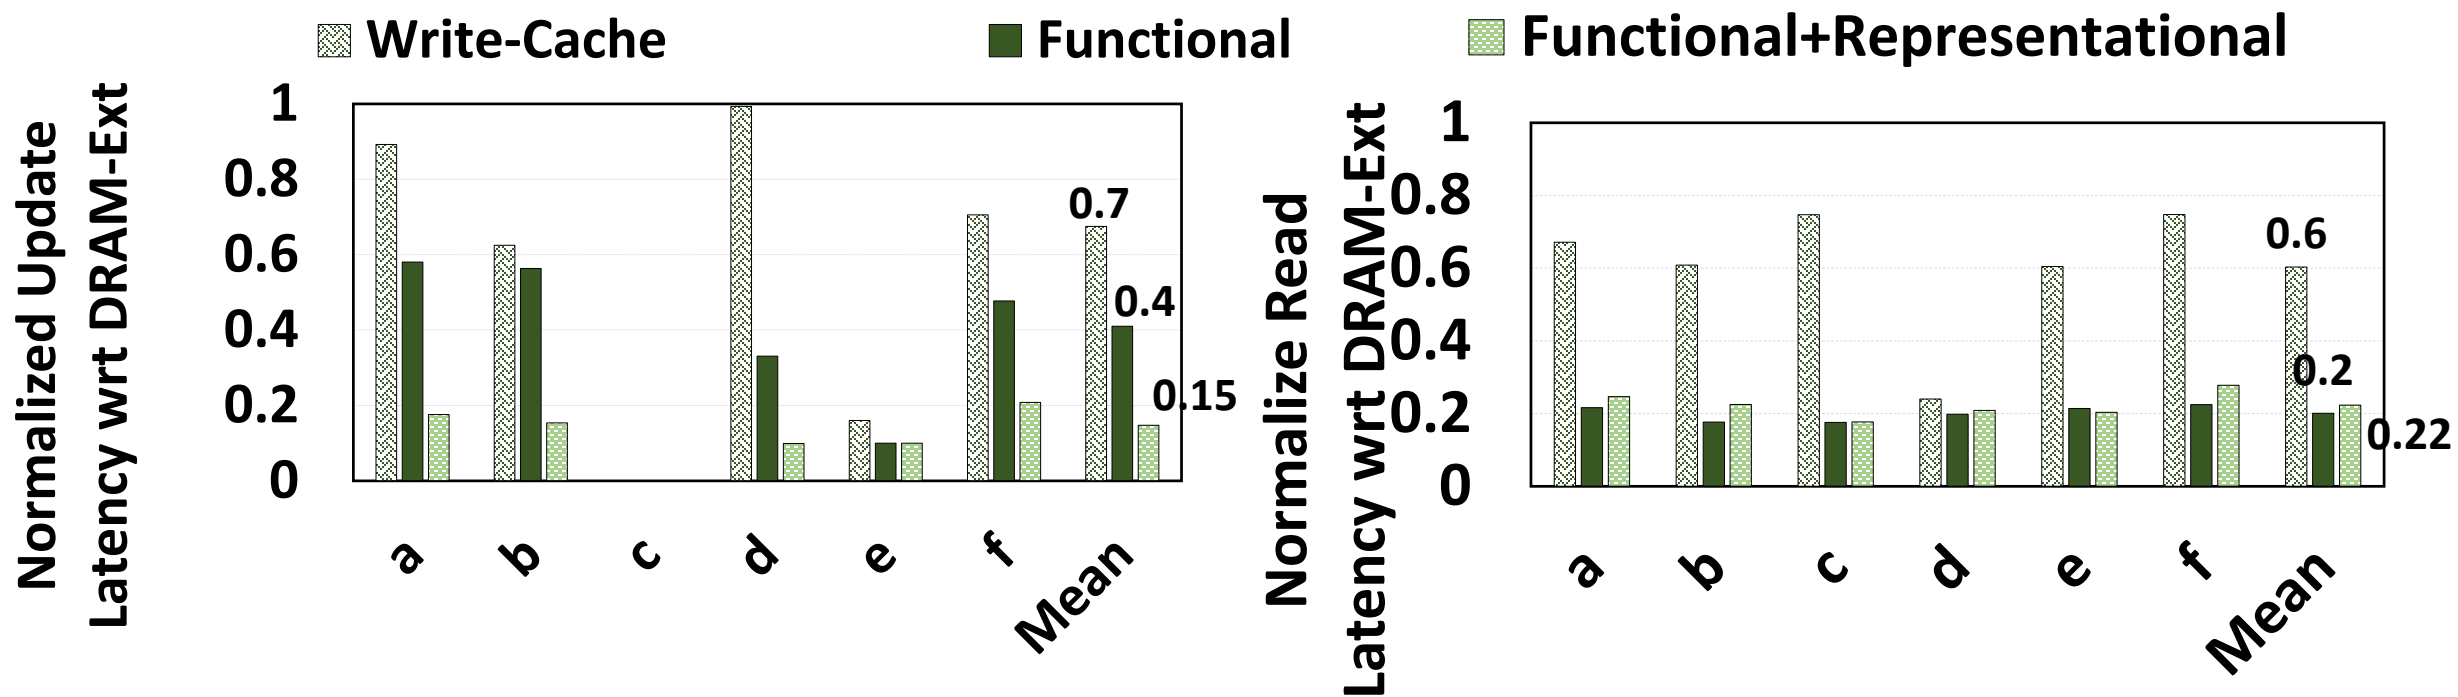 Write-Cache
Functional
Functional+Representational
Normalized Update
Latency wrt DRAM-Ext
1
0.8
0.6
0.4
0.2
0
0.7
0.4
0.15
a
b
c
d
e
f
Mean
Normalize Read
Latency wrt DRAM-Ext
1
0.8
0.6
0.4
0.2
0
0.6
0.2
0.22
a
b
c
d
e
f
Mean